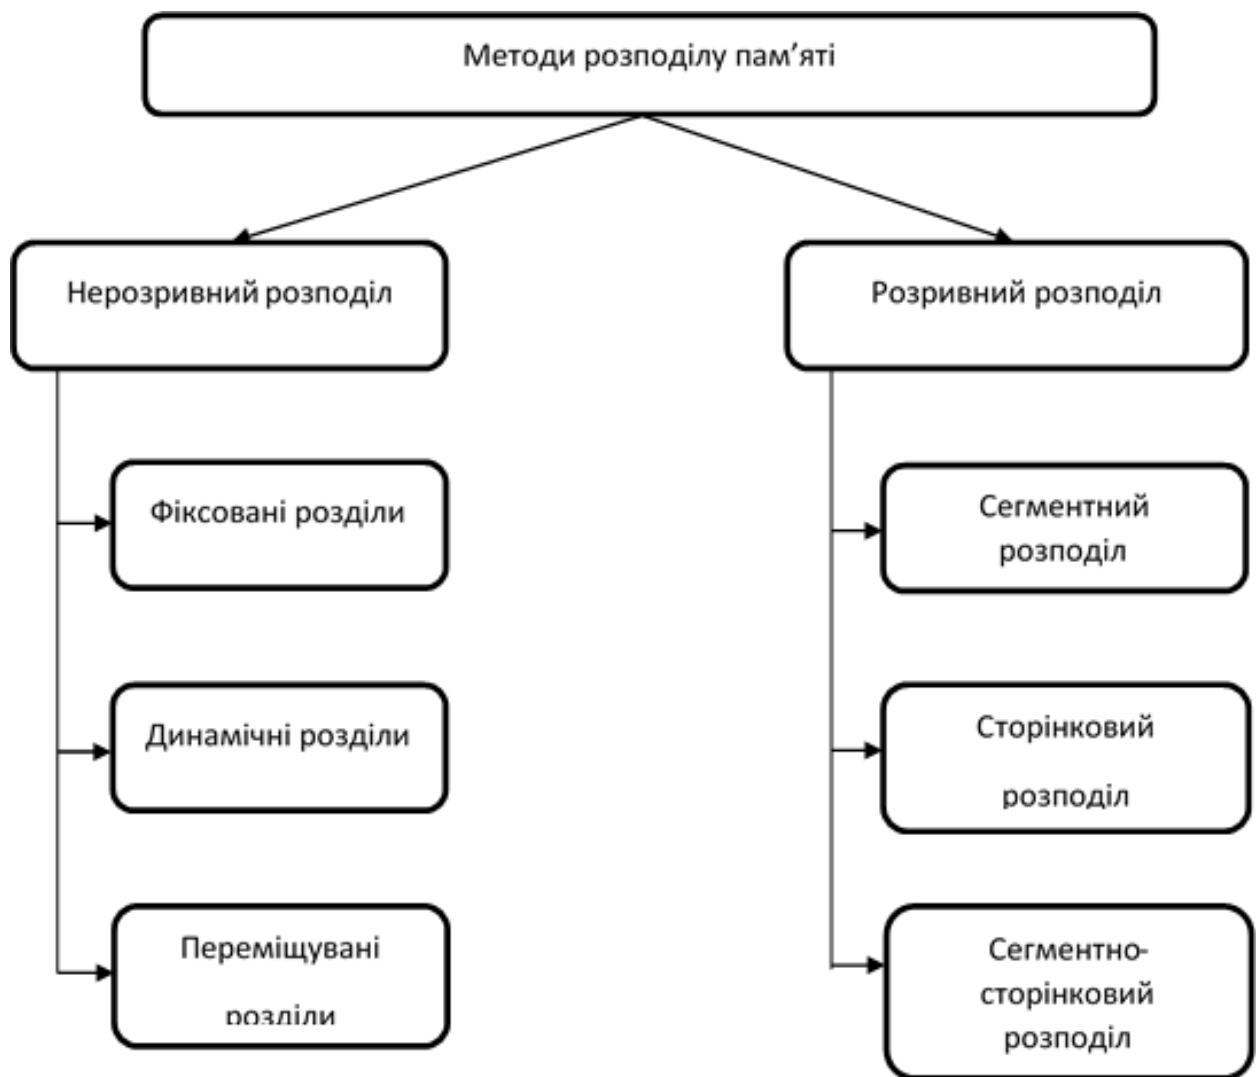 Методи розподілу пам’яті
Нерозривний розподіл
Розривний розподіл
Фіксовані розділи
Сегментний
розподіл
Динамічні розділи
Сторінковий
розподіл
Переміщувані
розділи
Сегментно-
сторінковий
розподіл